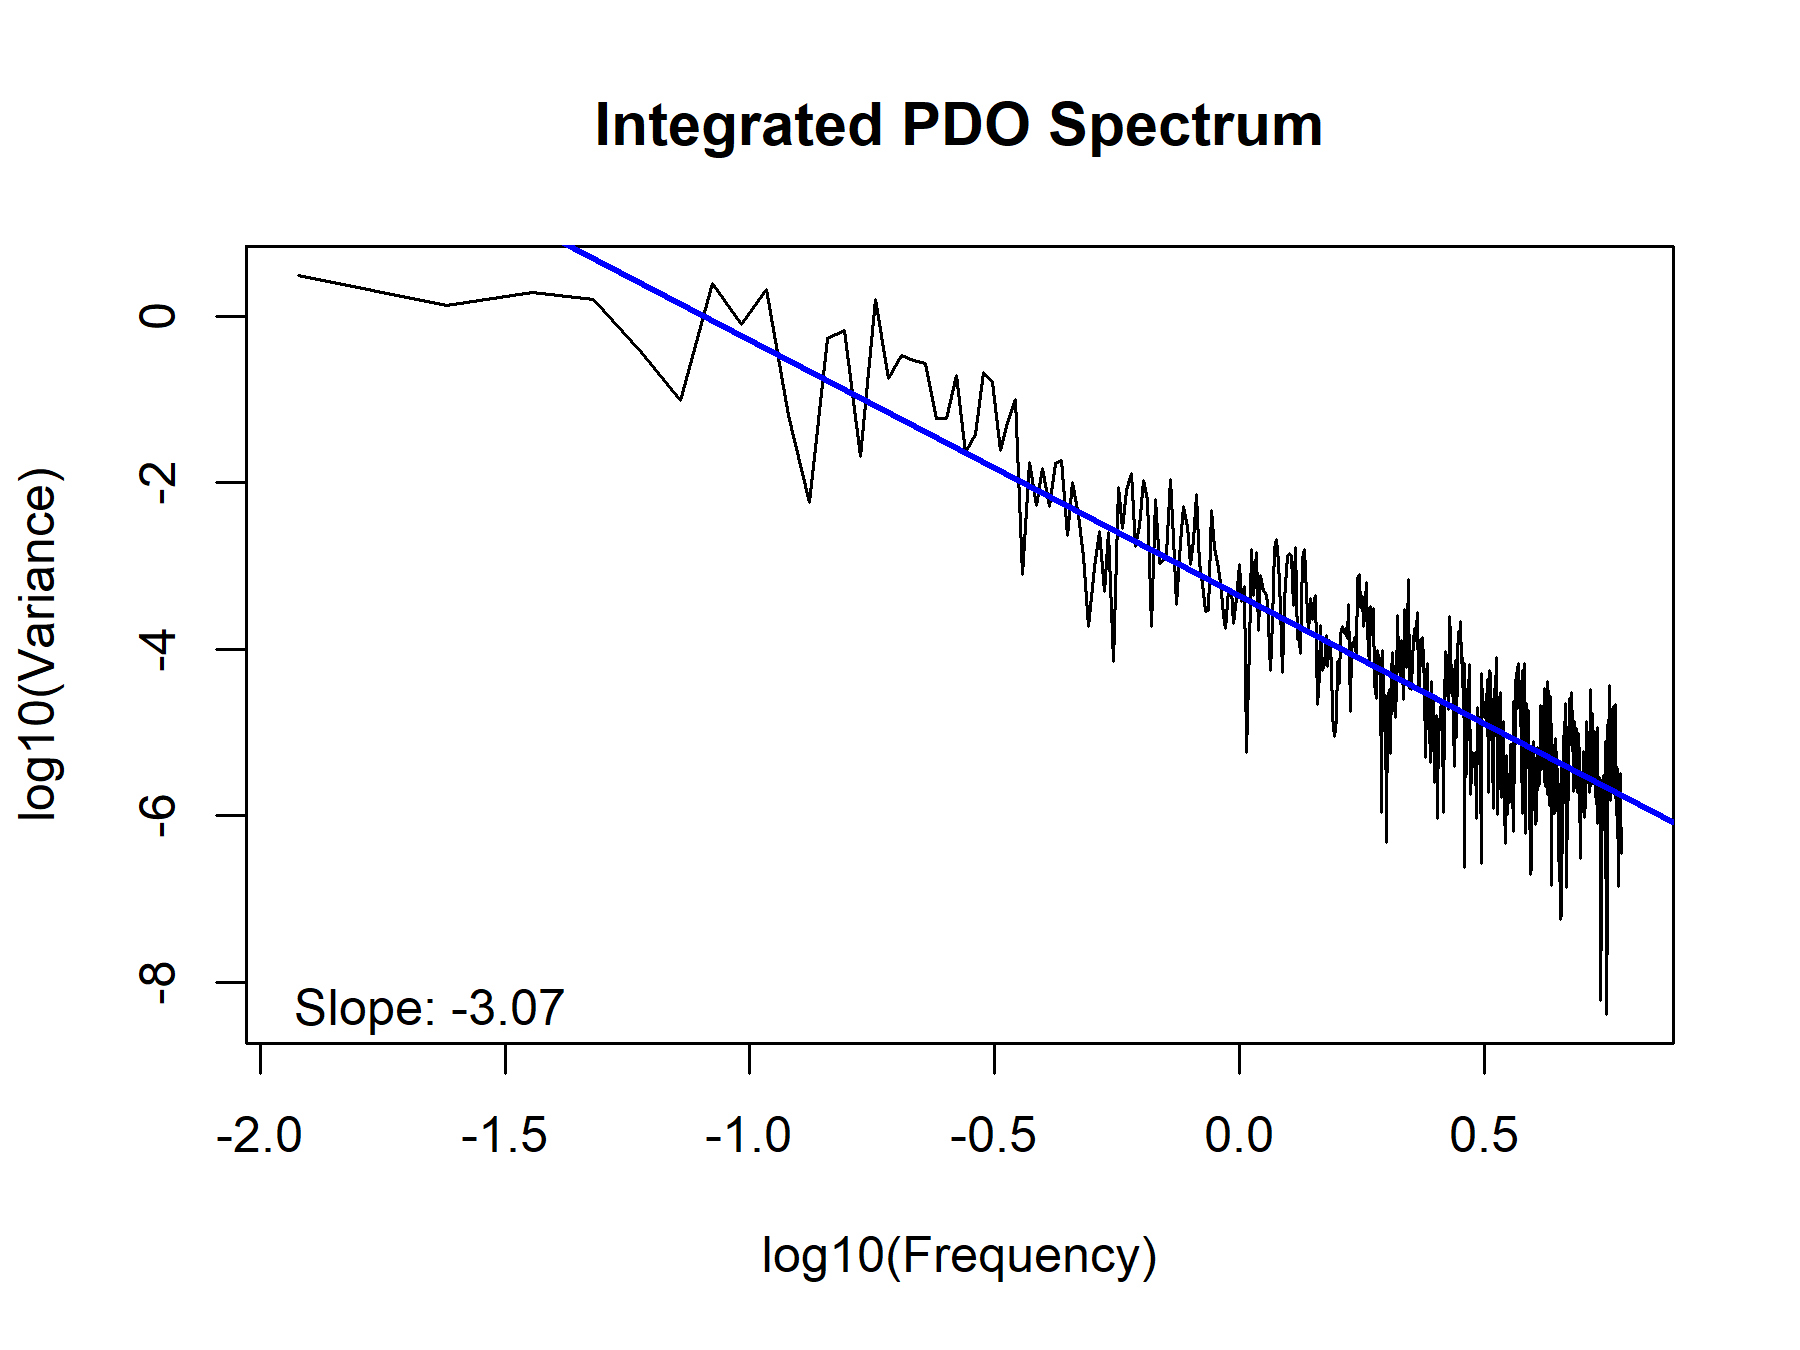 Integrated PDO Spectrum
log10(Variance)
0
-2
-4
-6
-8
Slope: -3.07
-2.0 -1.5 -1.0 -0.5 0.0 0.5
log10(Frequency)